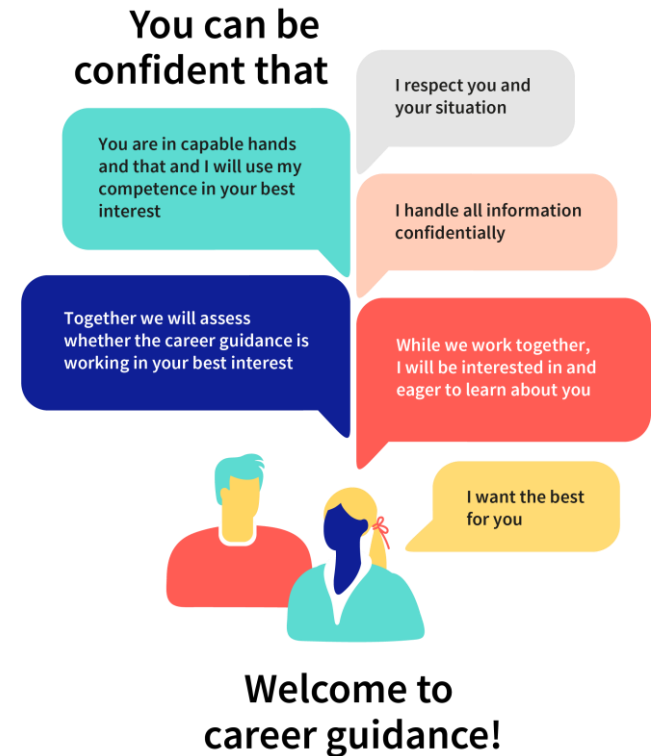 You can be
confident that
I respect you and
your situation
You are in capable hands
and that and I will use my
competence in your best
interest
I handle all information
confidentially
Together we will assess
whether the career guidance is
working in your best interest
While we work together,
I will be interested in and
eager to learn about you
I want the best
for you
Welcome to
career guidance!